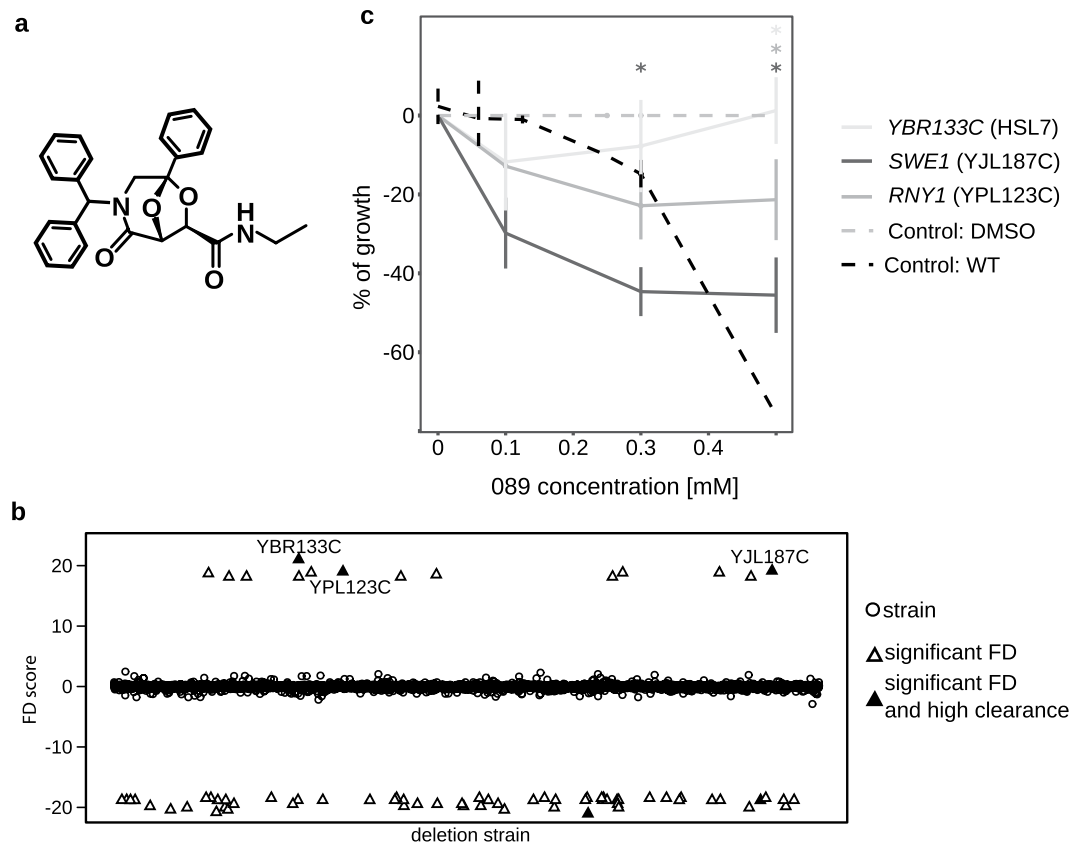 a
N
O
O
O
H
N
O
c
*
*
* *
0
-20
-40
-60
% of growth
0 0.1 0.2 0.3 0.4
089 concentration [mM]
YBR133C (HSL7)
SWE1 (YJL187C)
RNY1 (YPL123C)
Control: DMSO
Control: WT
b
YBR133C
YPL123C
YJL187C
20
10
0
-10
-20
FD score
deletion strain
strain
significant FD
significant FD
and high clearance